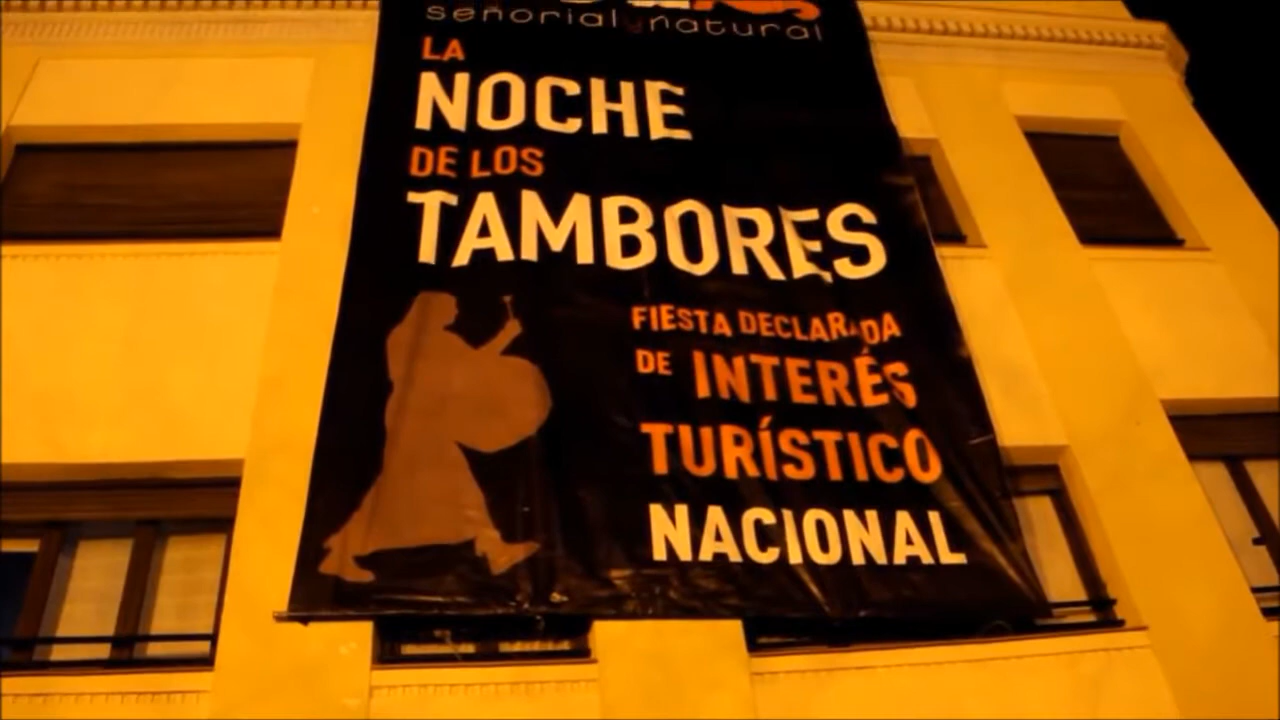 señorial y natural
LA
NOCHE
DE LOS
TAMBORES
FIESTA DECLARADA
DE INTERÉS
TURÍSTICO
NACIONAL